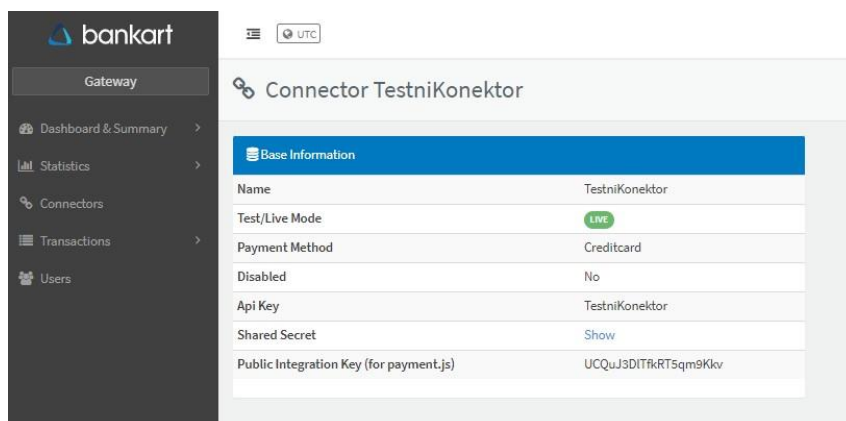 bankart
UTC
Gateway
Connector TestniKonektor
Dashboard & Summary
Statistics
Connectors
Transactions
Users
Base Information
Name TestniKonektor
Test/Live Mode LIVE
Payment Method Creditcard
Disabled No
Api Key TestniKonektor
Shared Secret Show
Public Integration Key (for payment.js) UCQuJ3DITfkRT5qm9Kkv